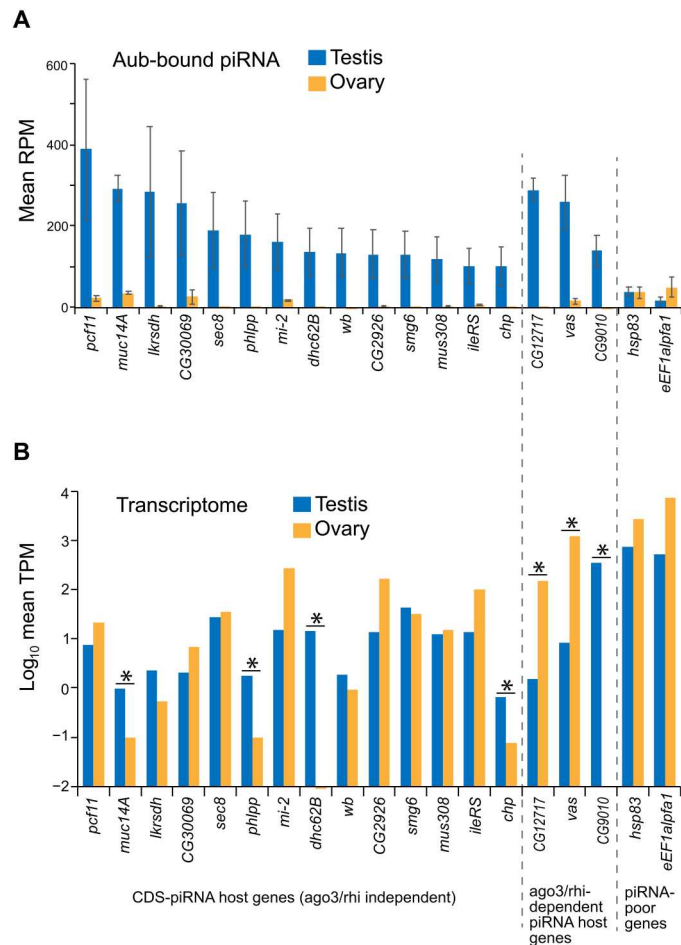 A
Aub-bound piRNA
Testis
Ovary
Mean RPM
600
400
200
0
pcf11
muc14A
lkrsdh
CG30069
sec8
phlpp
mi-2
dhc62B
wb
CG2926
smg6
mus308
ileRS
chp
CG12717
vas
CG9010
hsp83
eEF1alpfa1
B
Transcriptome
Testis
Ovary
Log10 mean TPM
4
3
2
1
0
−1
−2
* * * * * * *
pcf11
muc14A
lkrsdh
CG30069
sec8
phlpp
mi-2
dhc62B
wb
CG2926
smg6
mus308
ileRS
chp
CG12717
vas
CG9010
hsp83
eEF1alpfa1
CDS-piRNA host genes (ago3/rhi independent)
ago3/rhi-
dependent
piRNA host
genes
piRNA-
poor genes